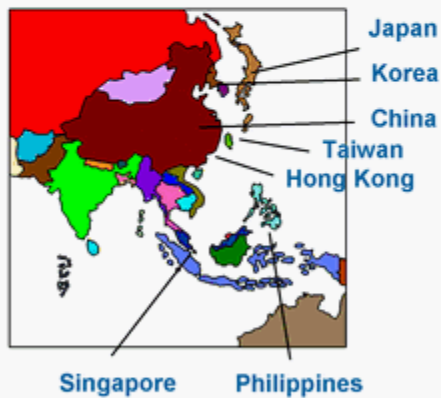 Japan
Korea
China
Taiwan
Hong Kong
Singapore
Philippines